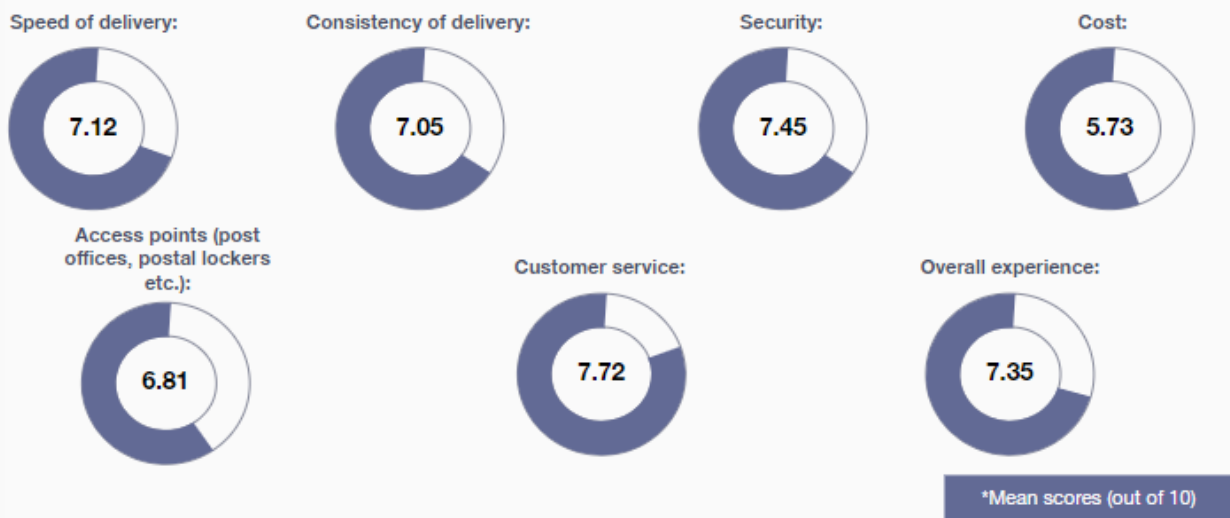 Speed of delivery:
7.12
Consistency of delivery:
7.05
Security:
7.45
Cost:
5.73
Access points (post
offices, postal lockers
etc.):
6.81
Customer service:
7.72
Overall experience:
7.35
*Mean scores (out of 10)